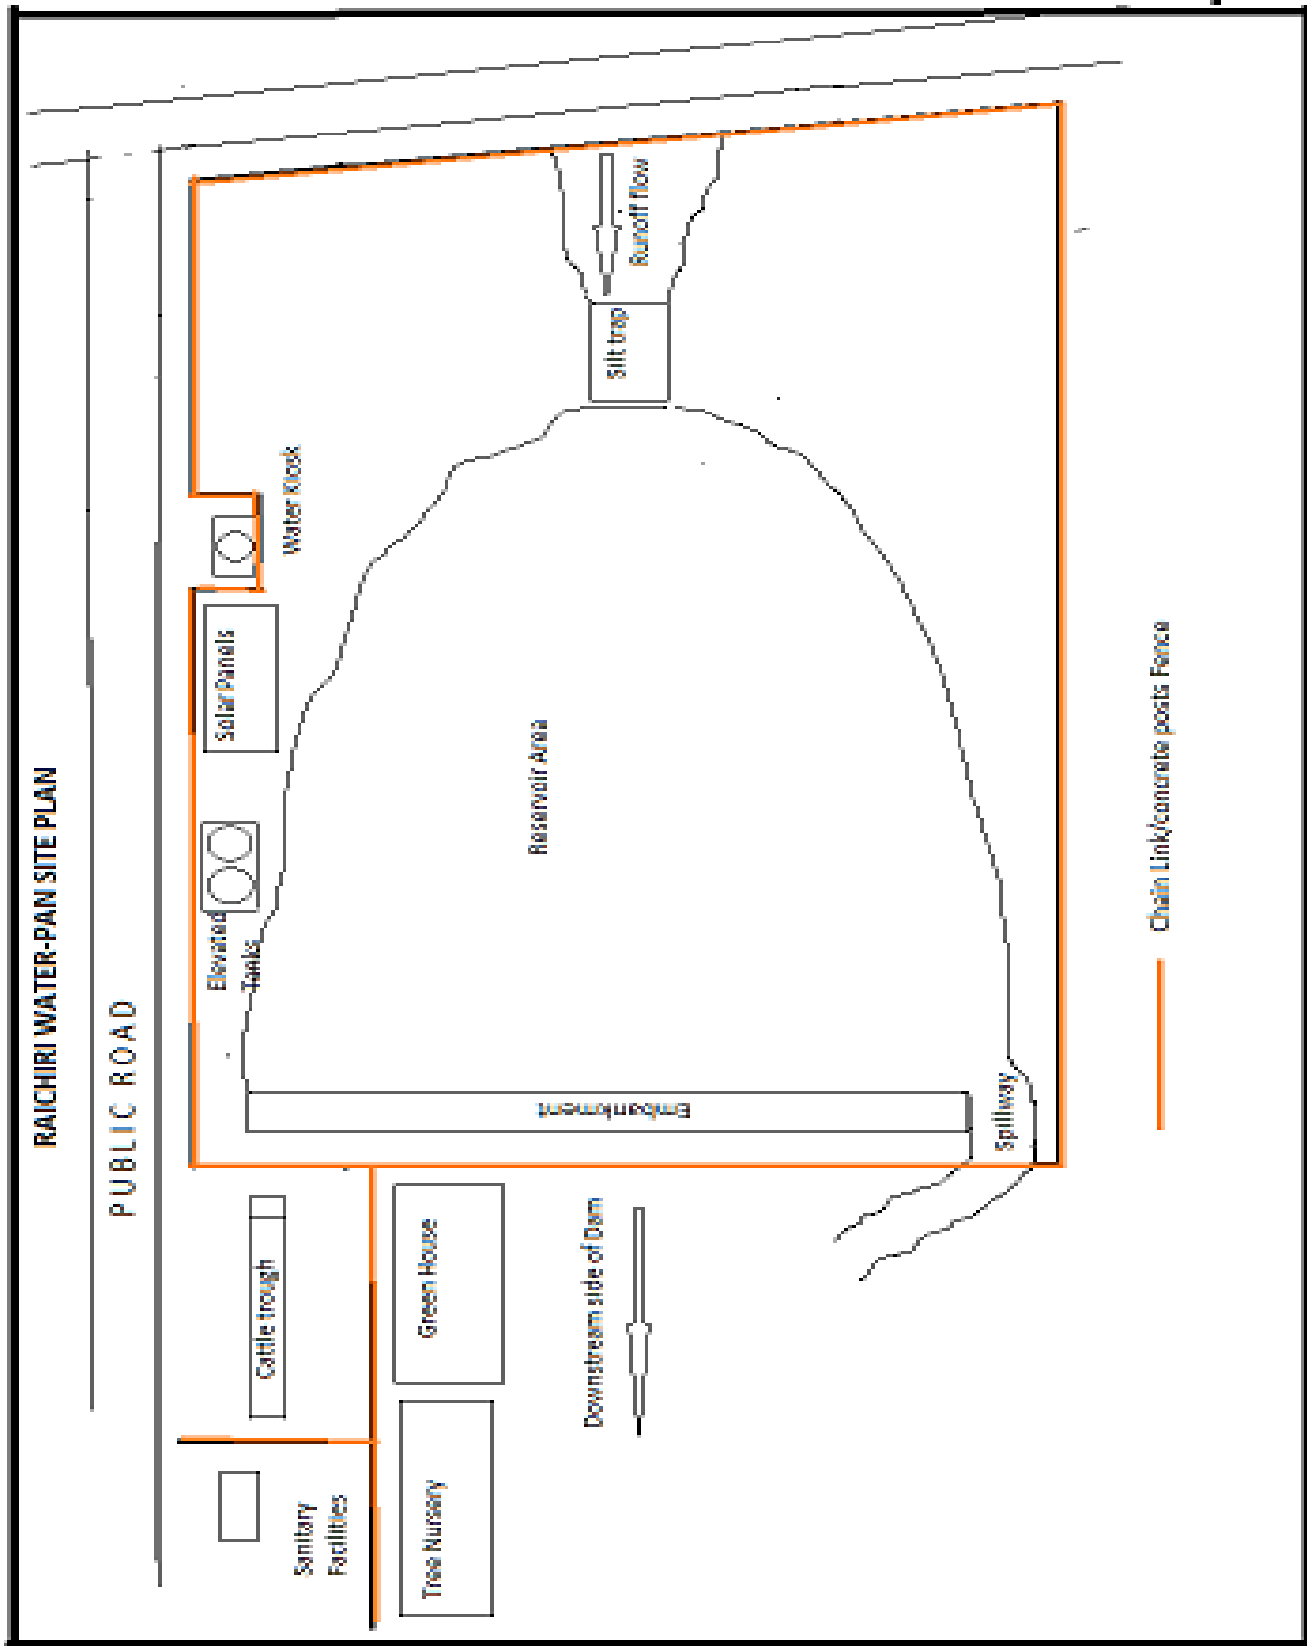 RAICHIRI WATER-PAN SITE PLAN
PUBLIC ROAD
Sanitary
Facilities
Cattle trough
Elevated
Tanks
Solar Panels
Water Kiosk
Tree Nursery
Green House
Downstream side of Dam
Embankment
Reservoir Area
Silt trap
Runoff flow
Spillway
Chain Link/concrete posts Fence